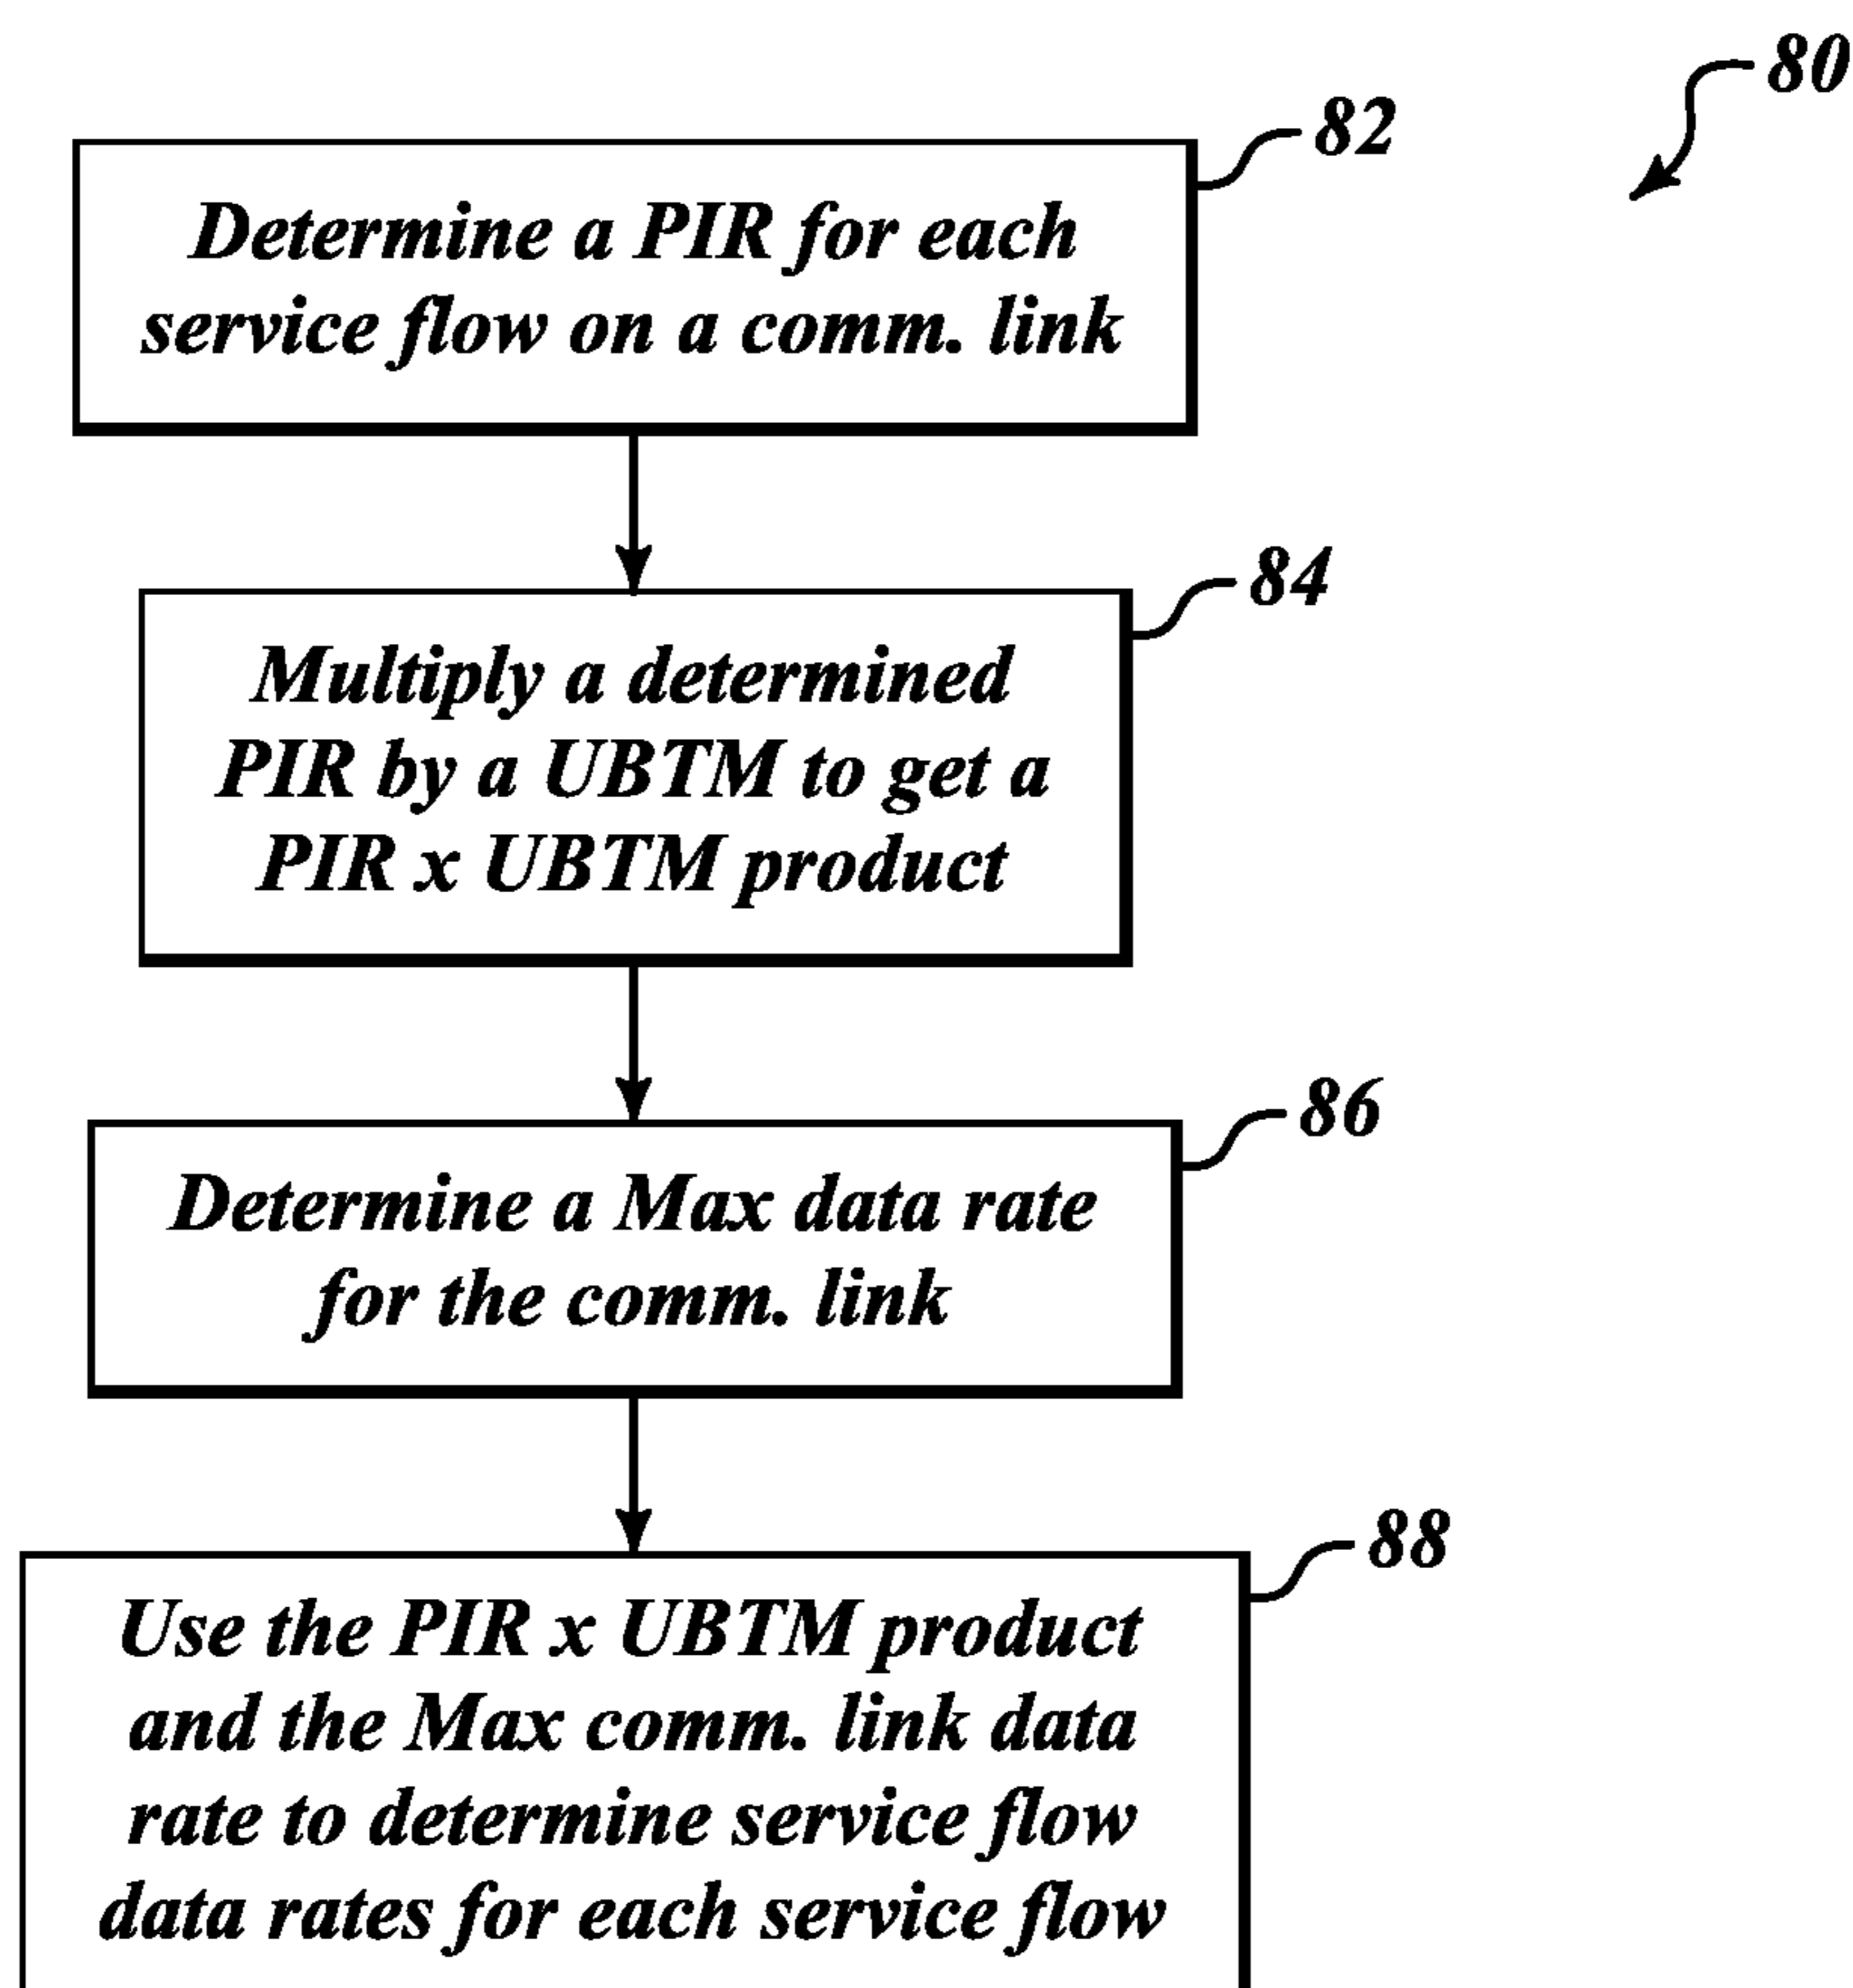 80
82
Determine a PIR for each
service flow on a comm. link
84
Multiply a determined
PIR by a UBTM to get a
PIR x UBTM product
86
Determine a Max data rate
for the comm. link
88
Use the PIR x UBTM product
and the Max comm. link data
rate to determine service flow
data rates for each service flow